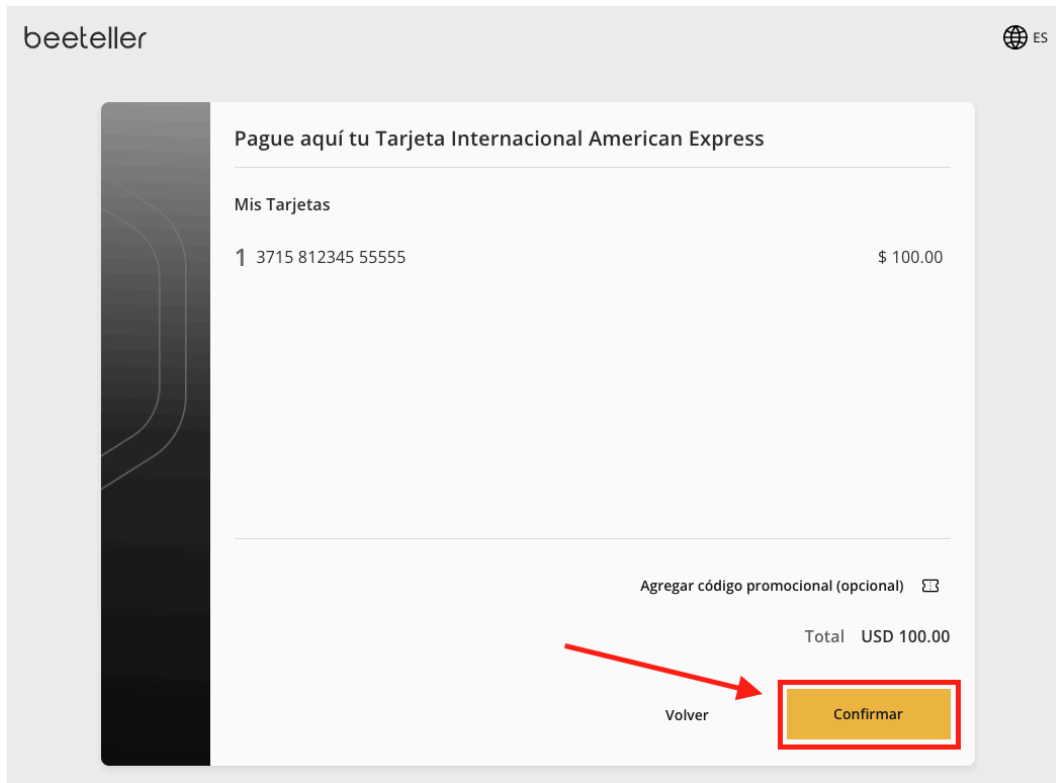 beeteller
ES
Pague aquí tu Tarjeta Internacional American Express
Mis Tarjetas
1 3715 812345 55555 $ 100.00
Agregar código promocional (opcional)
Total USD 100.00
Volver Confirmar